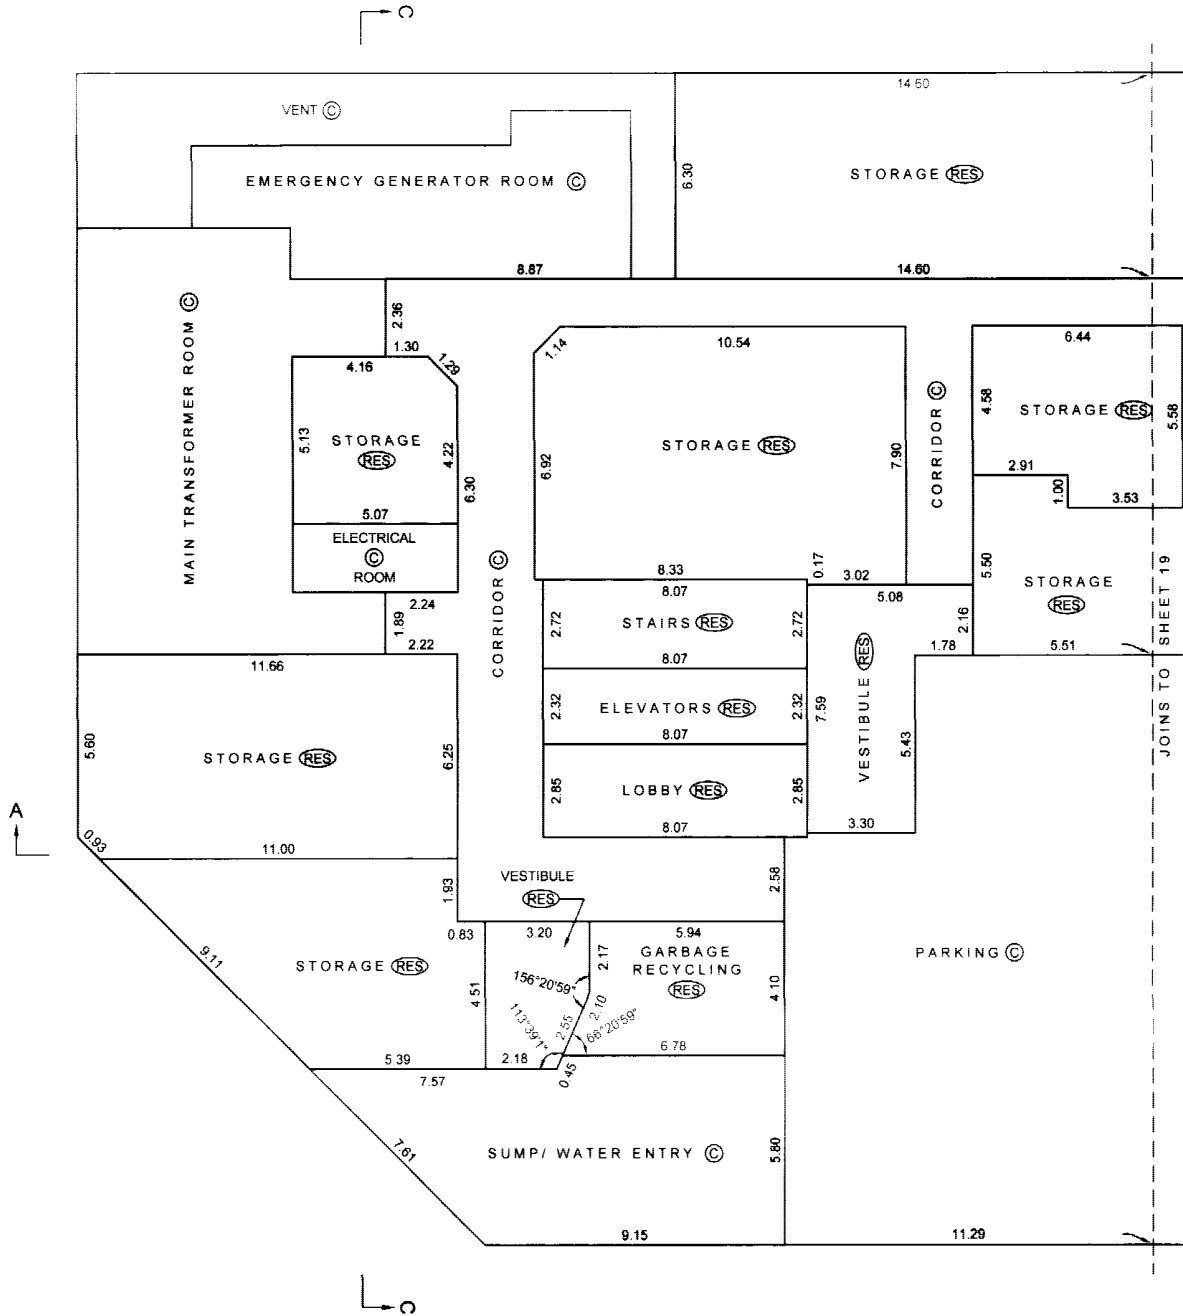 C
14.60
VENT C
EMERGENCY GENERATOR ROOM C
6.30
STORAGE RES
8.87
14.60
MAIN TRANSFORMER ROOM C
2.36
1.30
1.29
4.16
5.13
STORAGE
RES
4.22
6.30
5.07
ELECTRICAL
C
ROOM
2.24
1.89
2.22
1.14
10.54
6.92
STORAGE RES
7.90
8.33
0.17
3.02
CORRIDOR C
6.44
4.58
STORAGE RES
5.58
2.91
1.00
3.53
5.50
STORAGE
RES
5.51
JOINS TO SHEET 19
CORRIDOR C
8.07
2.72
STAIRS RES
2.72
8.07
2.32
ELEVATORS RES
2.32
8.07
2.85
LOBBY RES
2.85
8.07
5.08
2.16
1.78
7.59
VESTIBULE RES
5.43
3.30
11.66
5.60
STORAGE RES
6.25
A
0.93
11.00
1.93
9.11
STORAGE RES
0.83
4.51
5.39
VESTIBULE
RES
3.20
2.17
156°20'59"
113°39'1"
2.55
2.10
66°20'59"
2.18
0.45
2.58
5.94
GARBAGE
RECYCLING
RES
4.10
6.78
PARKING C
7.57
7.61
SUMP/ WATER ENTRY C
5.80
9.15
11.29
C